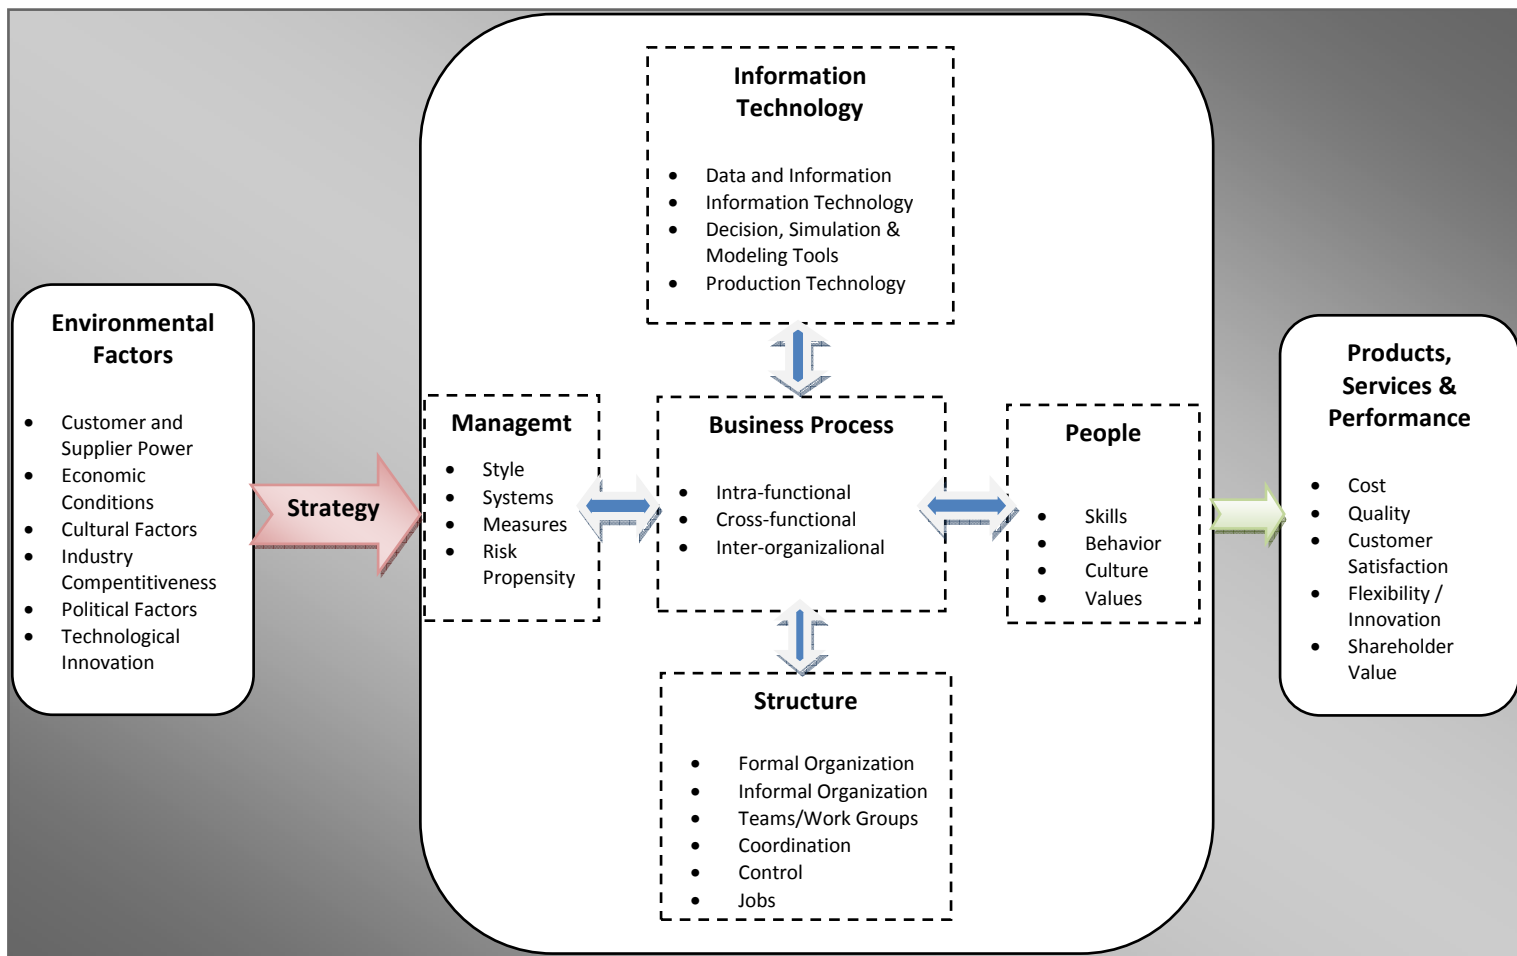 Information
Technology
• Data and Information
• Information Technology
• Decision, Simulation &
Modeling Tools
• Production Technology
Environmental
Factors
• Customer and
Supplier Power
• Economic
Conditions
• Cultural Factors
• Industry
Compentitiveness
• Political Factors
• Technological
Innovation
Strategy
Managemt
• Style
• Systems
• Measures
• Risk
Propensity
Business Process
• Intra-functional
• Cross-functional
• Inter-organizalional
People
• Skills
• Behavior
• Culture
• Values
Structure
• Formal Organization
• Informal Organization
• Teams/Work Groups
• Coordination
• Control
• Jobs
Products,
Services &
Performance
• Cost
• Quality
• Customer
Satisfaction
• Flexibility /
Innovation
• Shareholder
Value